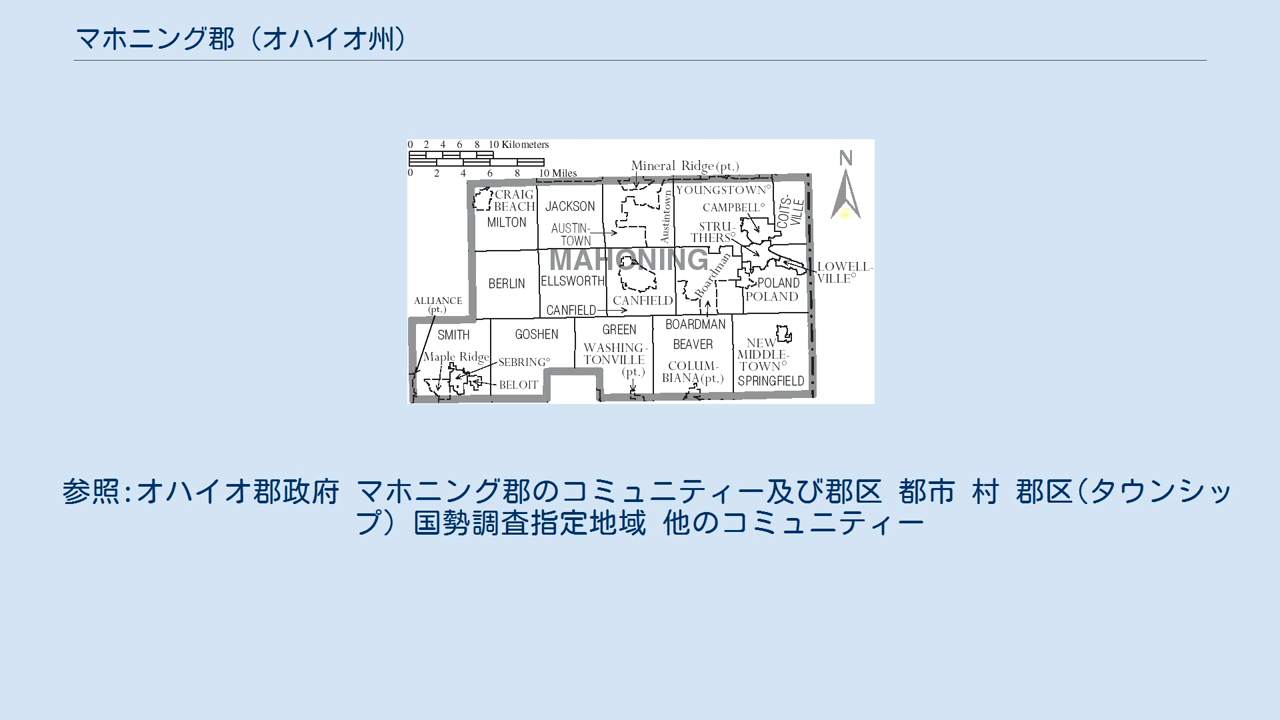 マホニング郡（オハイオ州）
0 2 4 6 8 10 Kilometers
0 2 4 6 8 10 Miles
Mineral Ridge(pt.)
N
CRAIG
BEACH
MILTON
JACKSON
AUSTIN-
TOWN
Austintown
YOUNGSTOWN°
CAMPBELL°
STRU-
THERS°
COITS-
VILLE
MAHONING
BERLIN
ELLSWORTH
CANFIELD
CANFIELD
Boardman
POLAND
POLAND
LOWELL-
VILLE°
ALLIANCE
(pt.)
SMITH
GOSHEN
GREEN
BOARDMAN
BEAVER
Maple Ridge
SEBRING°
BELOIT
WASHING-
TONVILLE
(pt.)
COLUM-
BIANA(pt.)
NEW
MIDDLE-
TOWN°
SPRINGFIELD
参照:オハイオ郡政府 マホニング郡のコミュニティー及び郡区 都市 村 郡区(タウンシッ
プ) 国勢調査指定地域 他のコミュニティー